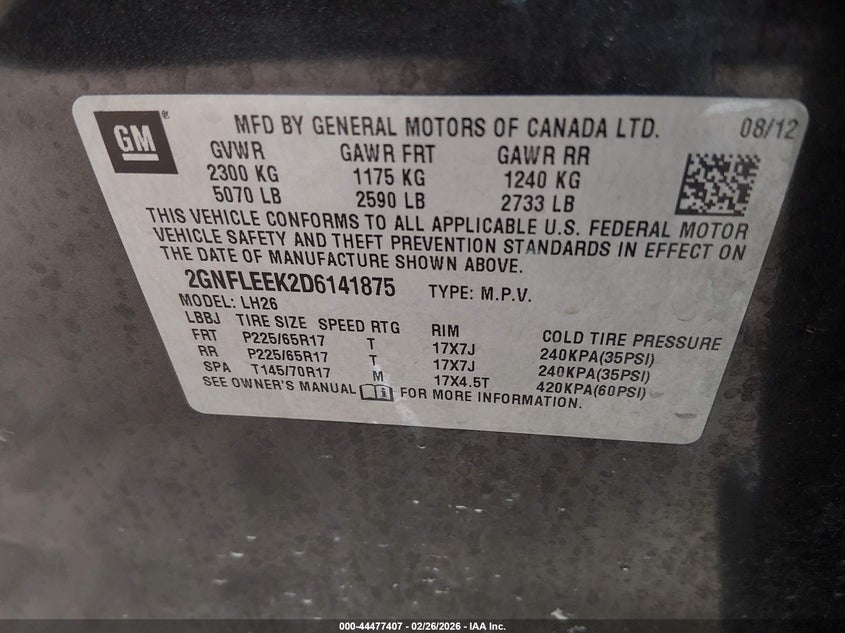 GM®
MFD BY GENERAL MOTORS OF CANADA LTD. 08/12
GVWR GAWR FRT GAWR RR
2300 KG 1175 KG 1240 KG
5070 LB 2590 LB 2733 LB
THIS VEHICLE CONFORMS TO ALL APPLICABLE U.S. FEDERAL MOTOR
VEHICLE SAFETY AND THEFT PREVENTION STANDARDS IN EFFECT ON
THE DATE OF MANUFACTURE SHOWN ABOVE.
2GNFLEEK2D6141875 TYPE: M.P.V.
MODEL: LH26
LBBJ TIRE SIZE SPEED RTG RIM COLD TIRE PRESSURE
FRT P225/65R17 T 17X7J 240KPA(35PSI)
RR P225/65R17 T 17X7J 240KPA(35PSI)
SPA T145/70R17 M 17X4.5T 420KPA(60PSI)
SEE OWNER'S MANUAL FOR MORE INFORMATION.
000-44477407 - 02/26/2026 - IAA Inc.